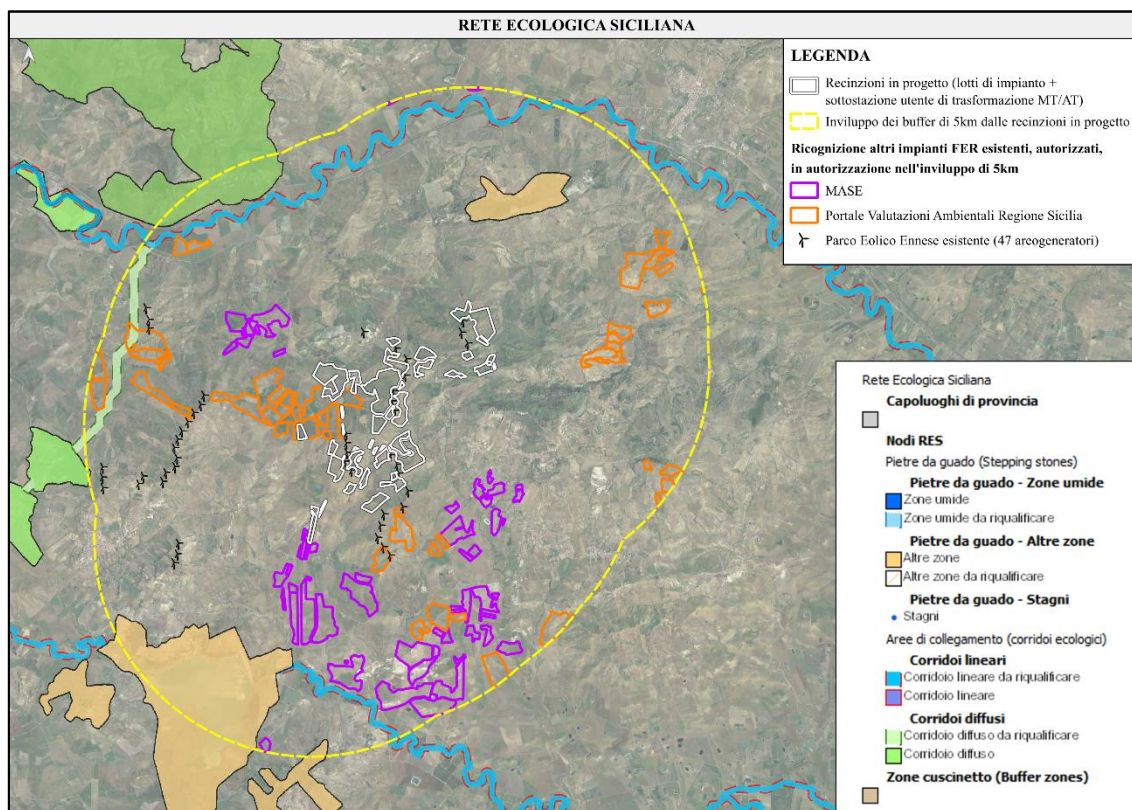 RETE ECOLOGICA SICILIANA
LEGENDA
Recinzioni in progetto (lotti di impianto +
sottostazione utente di trasformazione MT/AT)
Inviluppo dei buffer di 5km dalle recinzioni in progetto
Ricognizione altri impianti FER esistenti, autorizzati,
in autorizzazione nell'inviluppo di 5km
MASE
Portale Valutazioni Ambientali Regione Sicilia
Parco Eolico Ennese esistente (47 areogeneratori)
Rete Ecologica Siciliana
Capoluoghi di provincia
Nodi RES
Pietre da guado (Stepping stones)
Pietre da guado - Zone umide
Zone umide
Zone umide da riqualificare
Pietre da guado - Altre zone
Altre zone
Altre zone da riqualificare
Pietre da guado - Stagni
Stagni
Aree di collegamento (corridoi ecologici)
Corridoi lineari
Corridoio lineare da riqualificare
Corridoio lineare
Corridoi diffusi
Corridoio diffuso da riqualificare
Corridoio diffuso
Zone cuscinetto (Buffer zones)